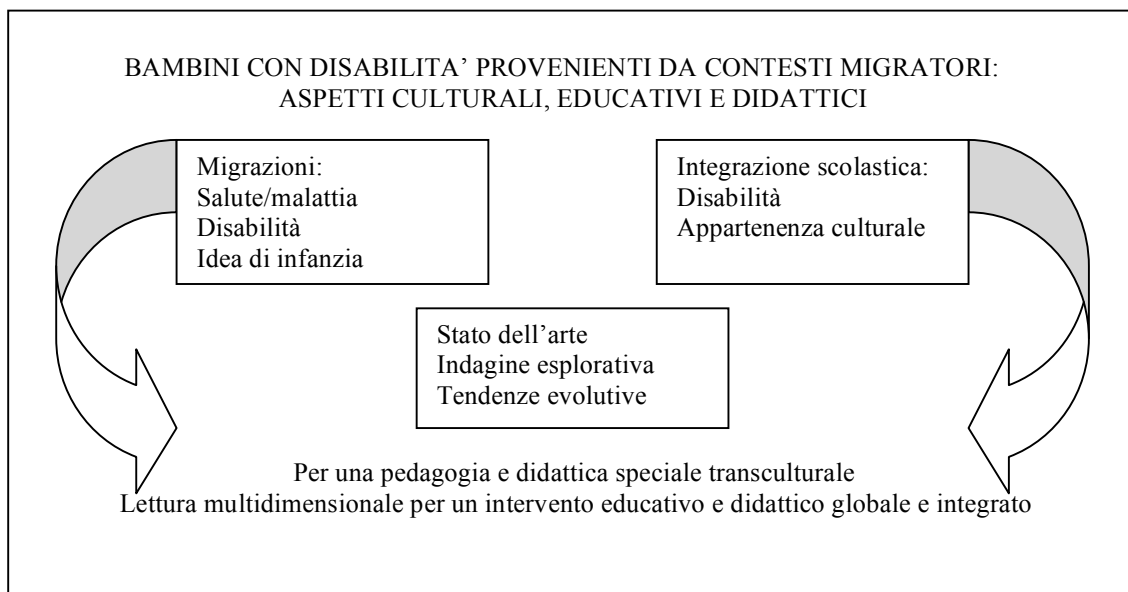 BAMBINI CON DISABILITA’ PROVENIENTI DA CONTESTI MIGRATORI:
ASPETTI CULTURALI, EDUCATIVI E DIDATTICI
Migrazioni:
Salute/malattia
Disabilità
Idea di infanzia
Integrazione scolastica:
Disabilità
Appartenenza culturale
Stato dell’arte
Indagine esplorativa
Tendenze evolutive
Per una pedagogia e didattica speciale transculturale
Lettura multidimensionale per un intervento educativo e didattico globale e integrato